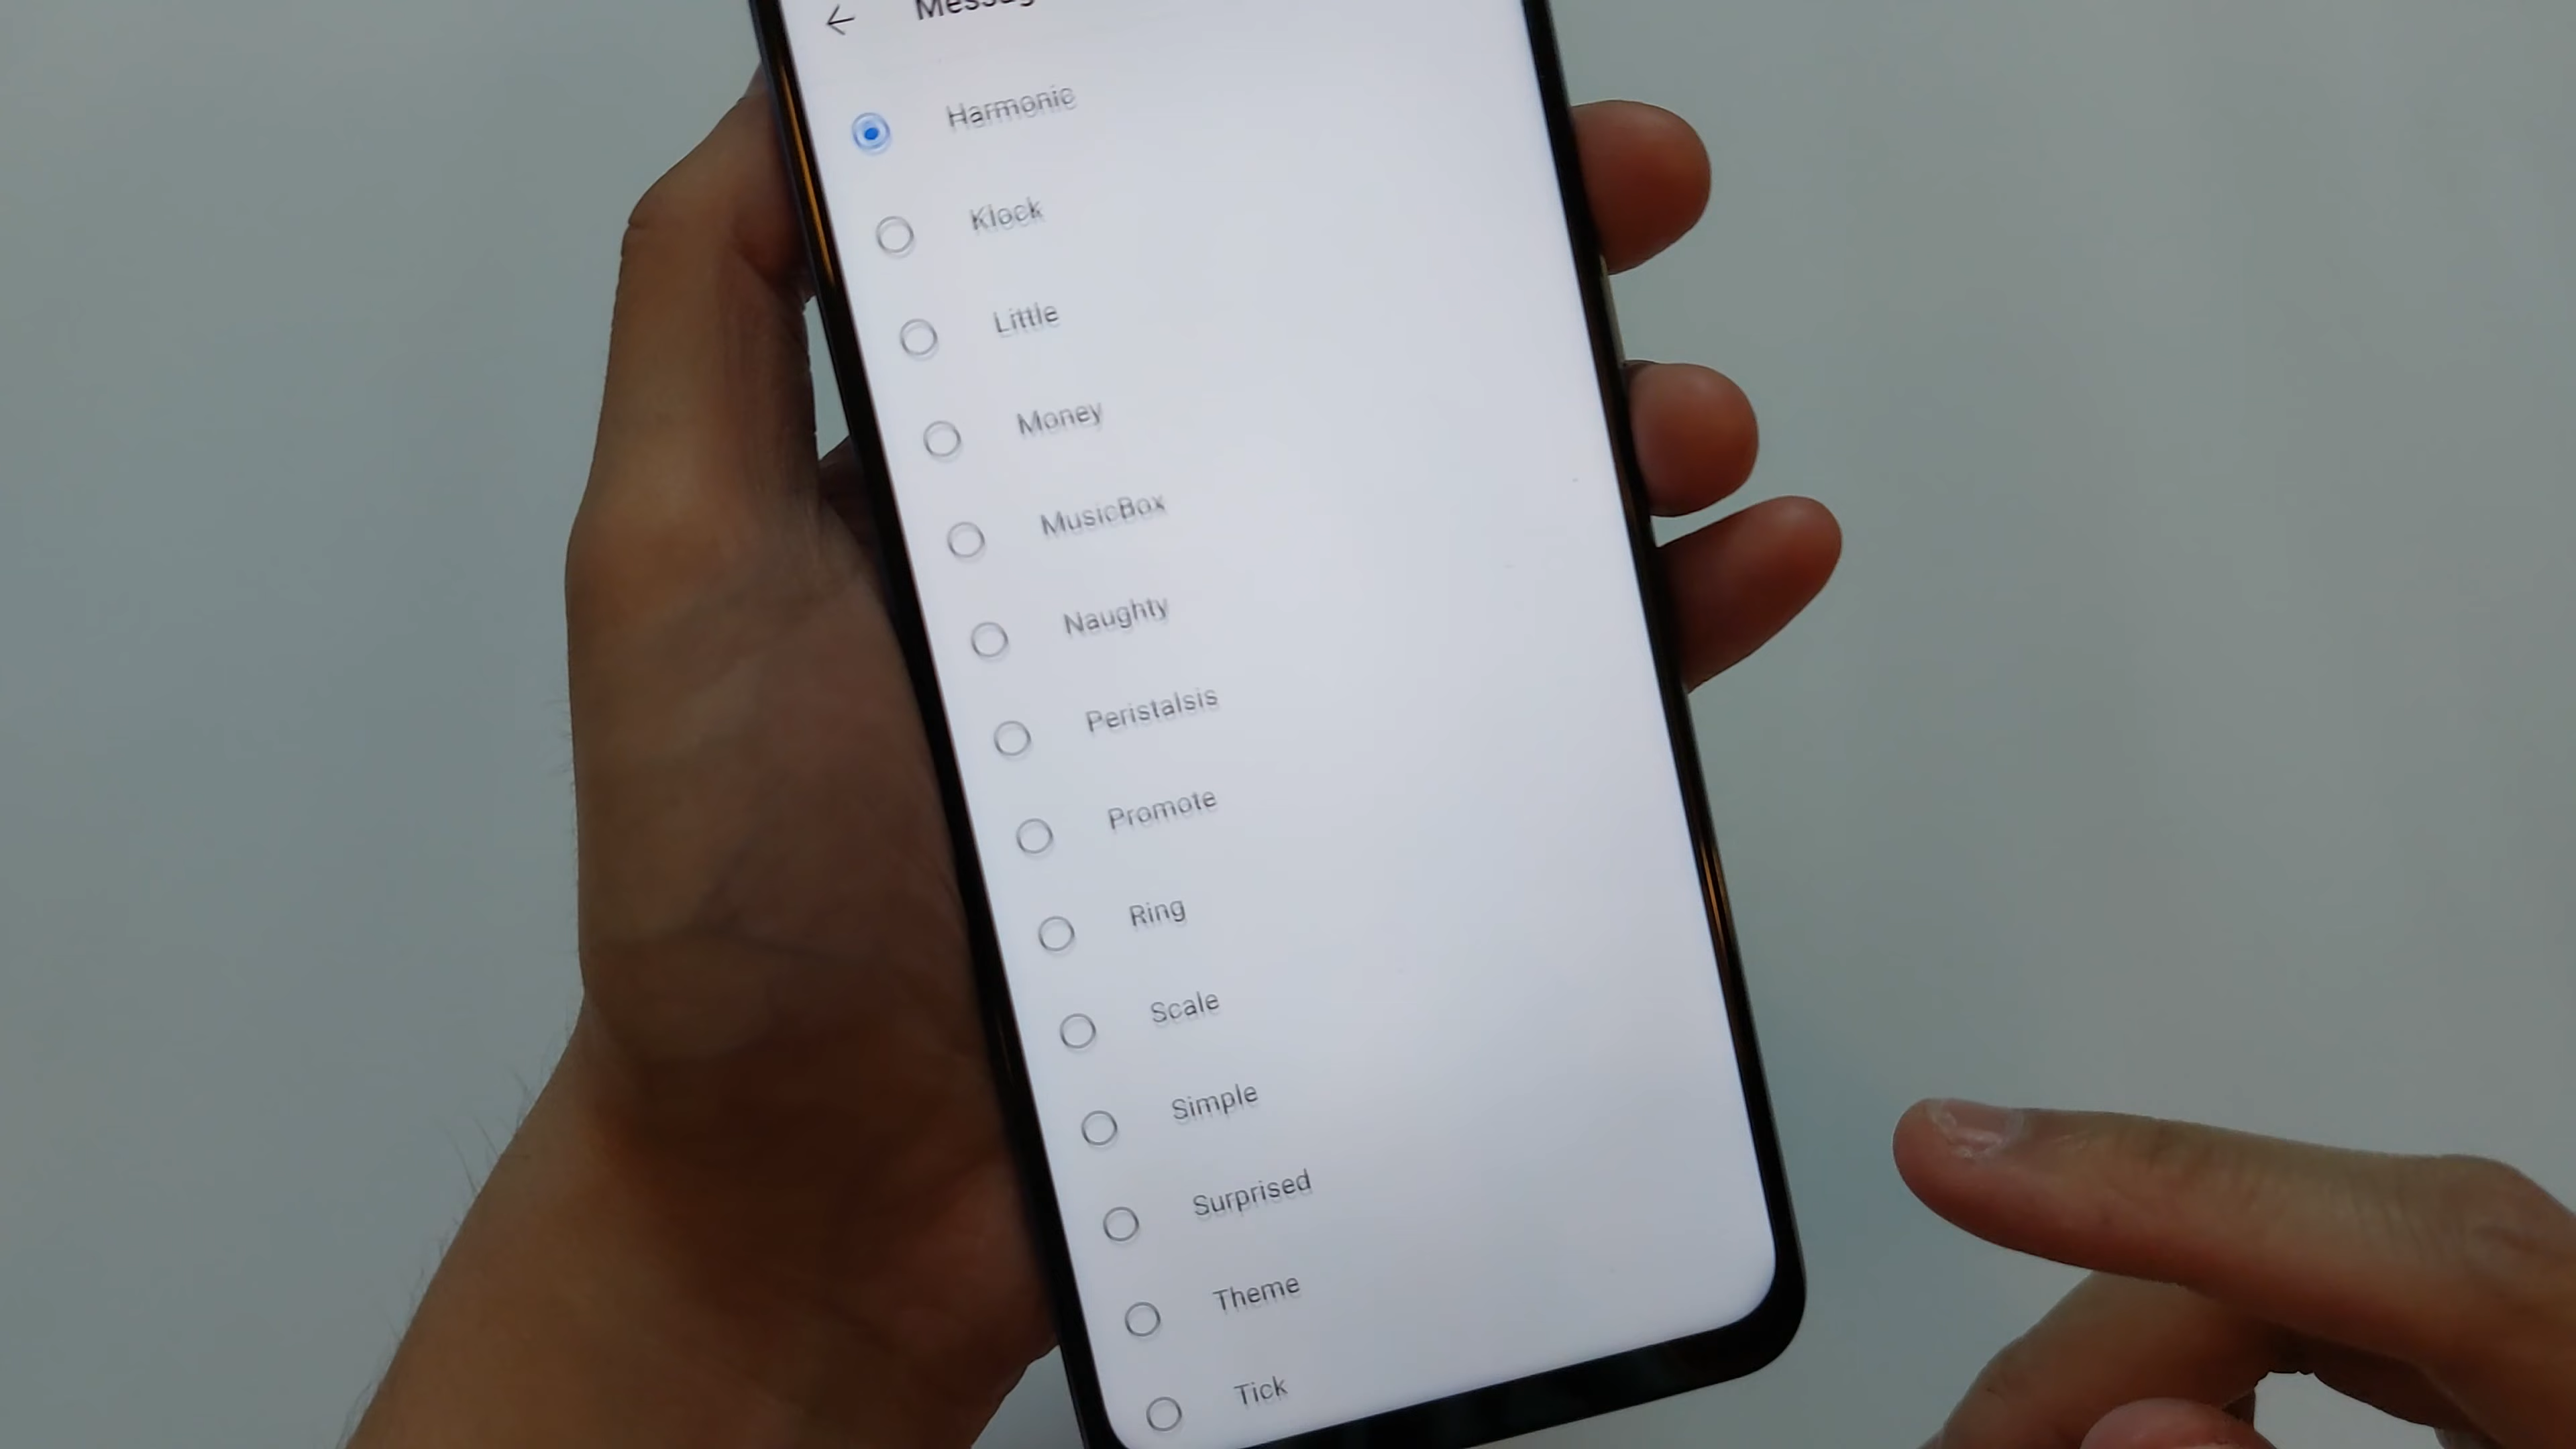 Harmonic
Klock
Little
Money
MusicBox
Naughty
Peristalsis
Promote
Ring
Scale
Simple
Surprised
Theme
Tick